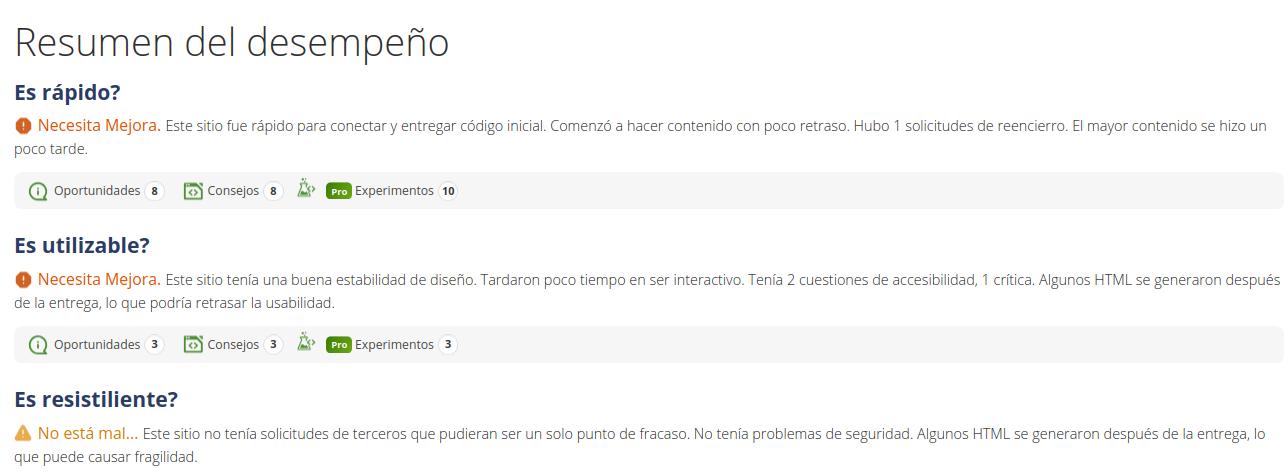 Resumen del desempeño
Es rápido?
Necesita Mejora. Este sitio fue rápido para conectar y entregar código inicial. Comenzó a hacer contenido con poco retraso. Hubo 1 solicitudes de reencierro. El mayor contenido se hizo un
poco tarde.
Oportunidades 8 Consejos 8 Pro Experimentos 10
Es utilizable?
Necesita Mejora. Este sitio tenía una buena estabilidad de diseño. Tardaron poco tiempo en ser interactivo. Tenía 2 cuestiones de accesibilidad, 1 crítica. Algunos HTML se generaron después
de la entrega, lo que podría retrasar la usabilidad.
Oportunidades 3 Consejos 3 Pro Experimentos 3
Es resistiliente?
No está mal... Este sitio no tenía solicitudes de terceros que pudieran ser un solo punto de fracaso. No tenía problemas de seguridad. Algunos HTML se generaron después de la entrega, lo
que puede causar fragilidad.